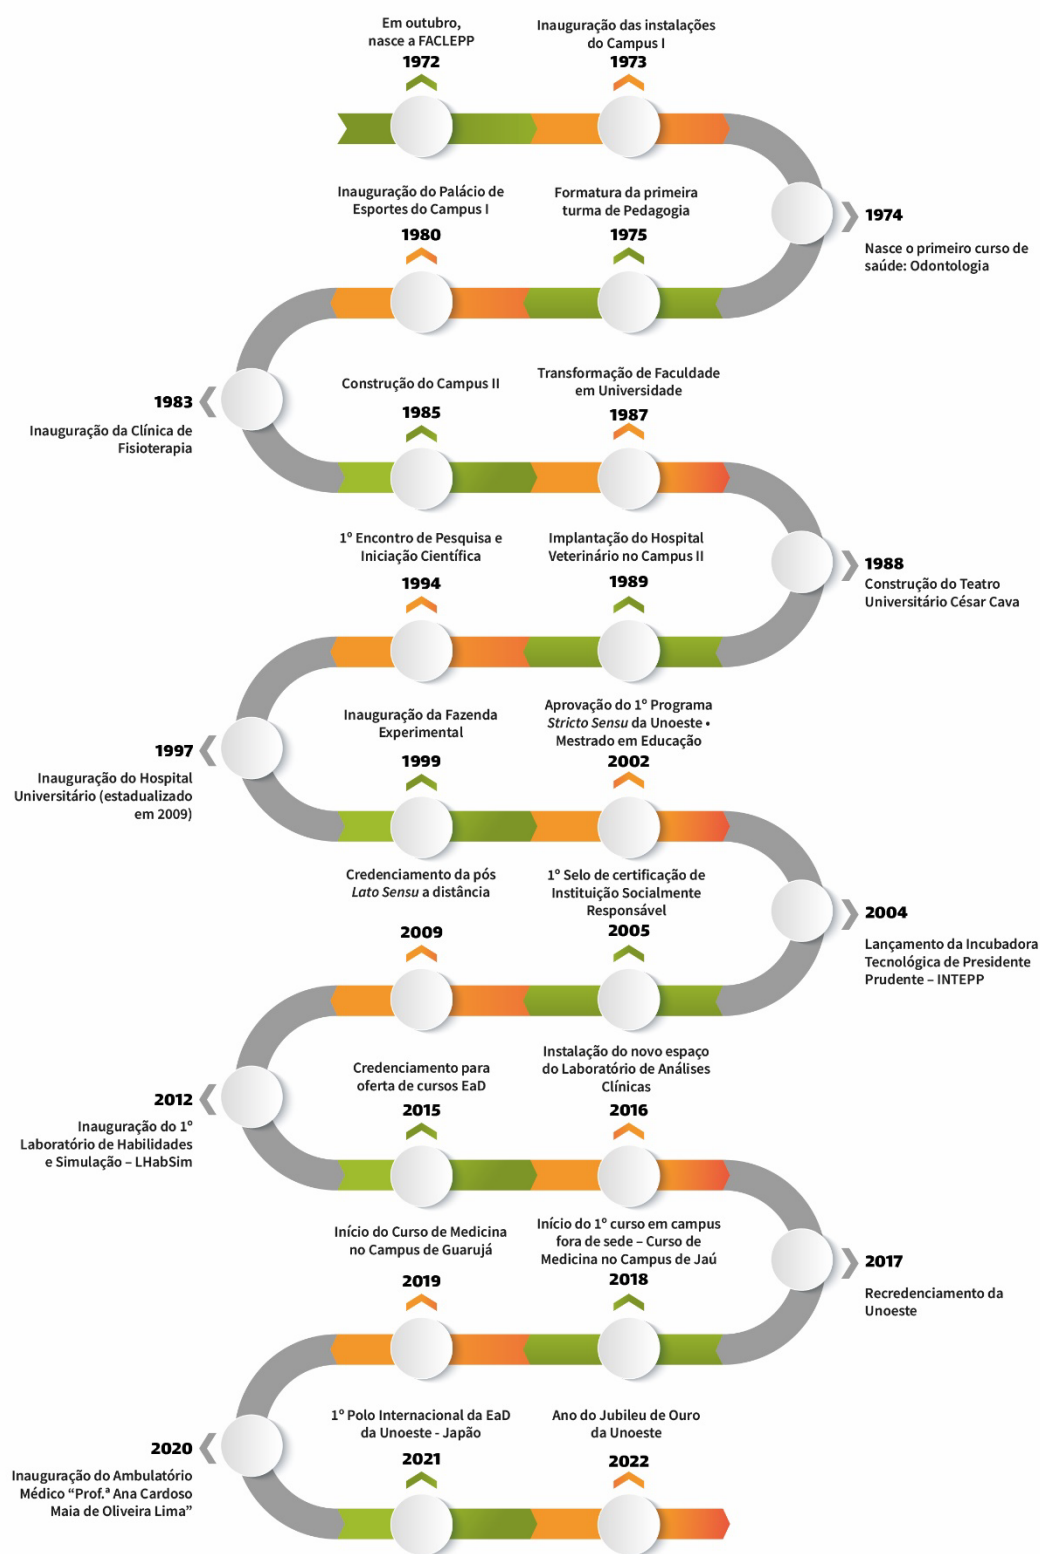 Em outubro,
nasce a FACLEPP
1972
Inauguração das instalações
do Campus I
1973
1974
Nasce o primeiro curso de
saúde: Odontologia
Formatura da primeira
turma de Pedagogia
1975
Inauguração do Palácio de
Esportes do Campus I
1980
1983
Inauguração da Clínica de
Fisioterapia
Construção do Campus II
1985
Transformação de Faculdade
em Universidade
1987
1988
Construção do Teatro
Universitário César Cava
Implantação do Hospital
Veterinário no Campus II
1989
1º Encontro de Pesquisa e
Iniciação Científica
1994
1997
Inauguração do Hospital
Universitário (estadualizado
em 2009)
Inauguração da Fazenda
Experimental
1999
Aprovação do 1º Programa
Stricto Sensu da Unoeste •
Mestrado em Educação
2002
2004
Lançamento da Incubadora
Tecnológica de Presidente
Prudente – INTEPP
1º Selo de certificação de
Instituição Socialmente
Responsável
2005
Credenciamento da pós
Lato Sensu a distância
2009
2012
Inauguração do 1º
Laboratório de Habilidades
e Simulação – LHabSim
Credenciamento para
oferta de cursos EaD
2015
Instalação do novo espaço
do Laboratório de Análises
Clínicas
2016
2017
Recredenciamento da
Unoeste
Início do 1º curso em campus
fora de sede – Curso de
Medicina no Campus de Jaú
2018
Início do Curso de Medicina
no Campus de Guarujá
2019
2020
Inauguração do Ambulatório
Médico “Prof.ª Ana Cardoso
Maia de Oliveira Lima”
1º Polo Internacional da EaD
da Unoeste - Japão
2021
Ano do Jubileu de Ouro
da Unoeste
2022